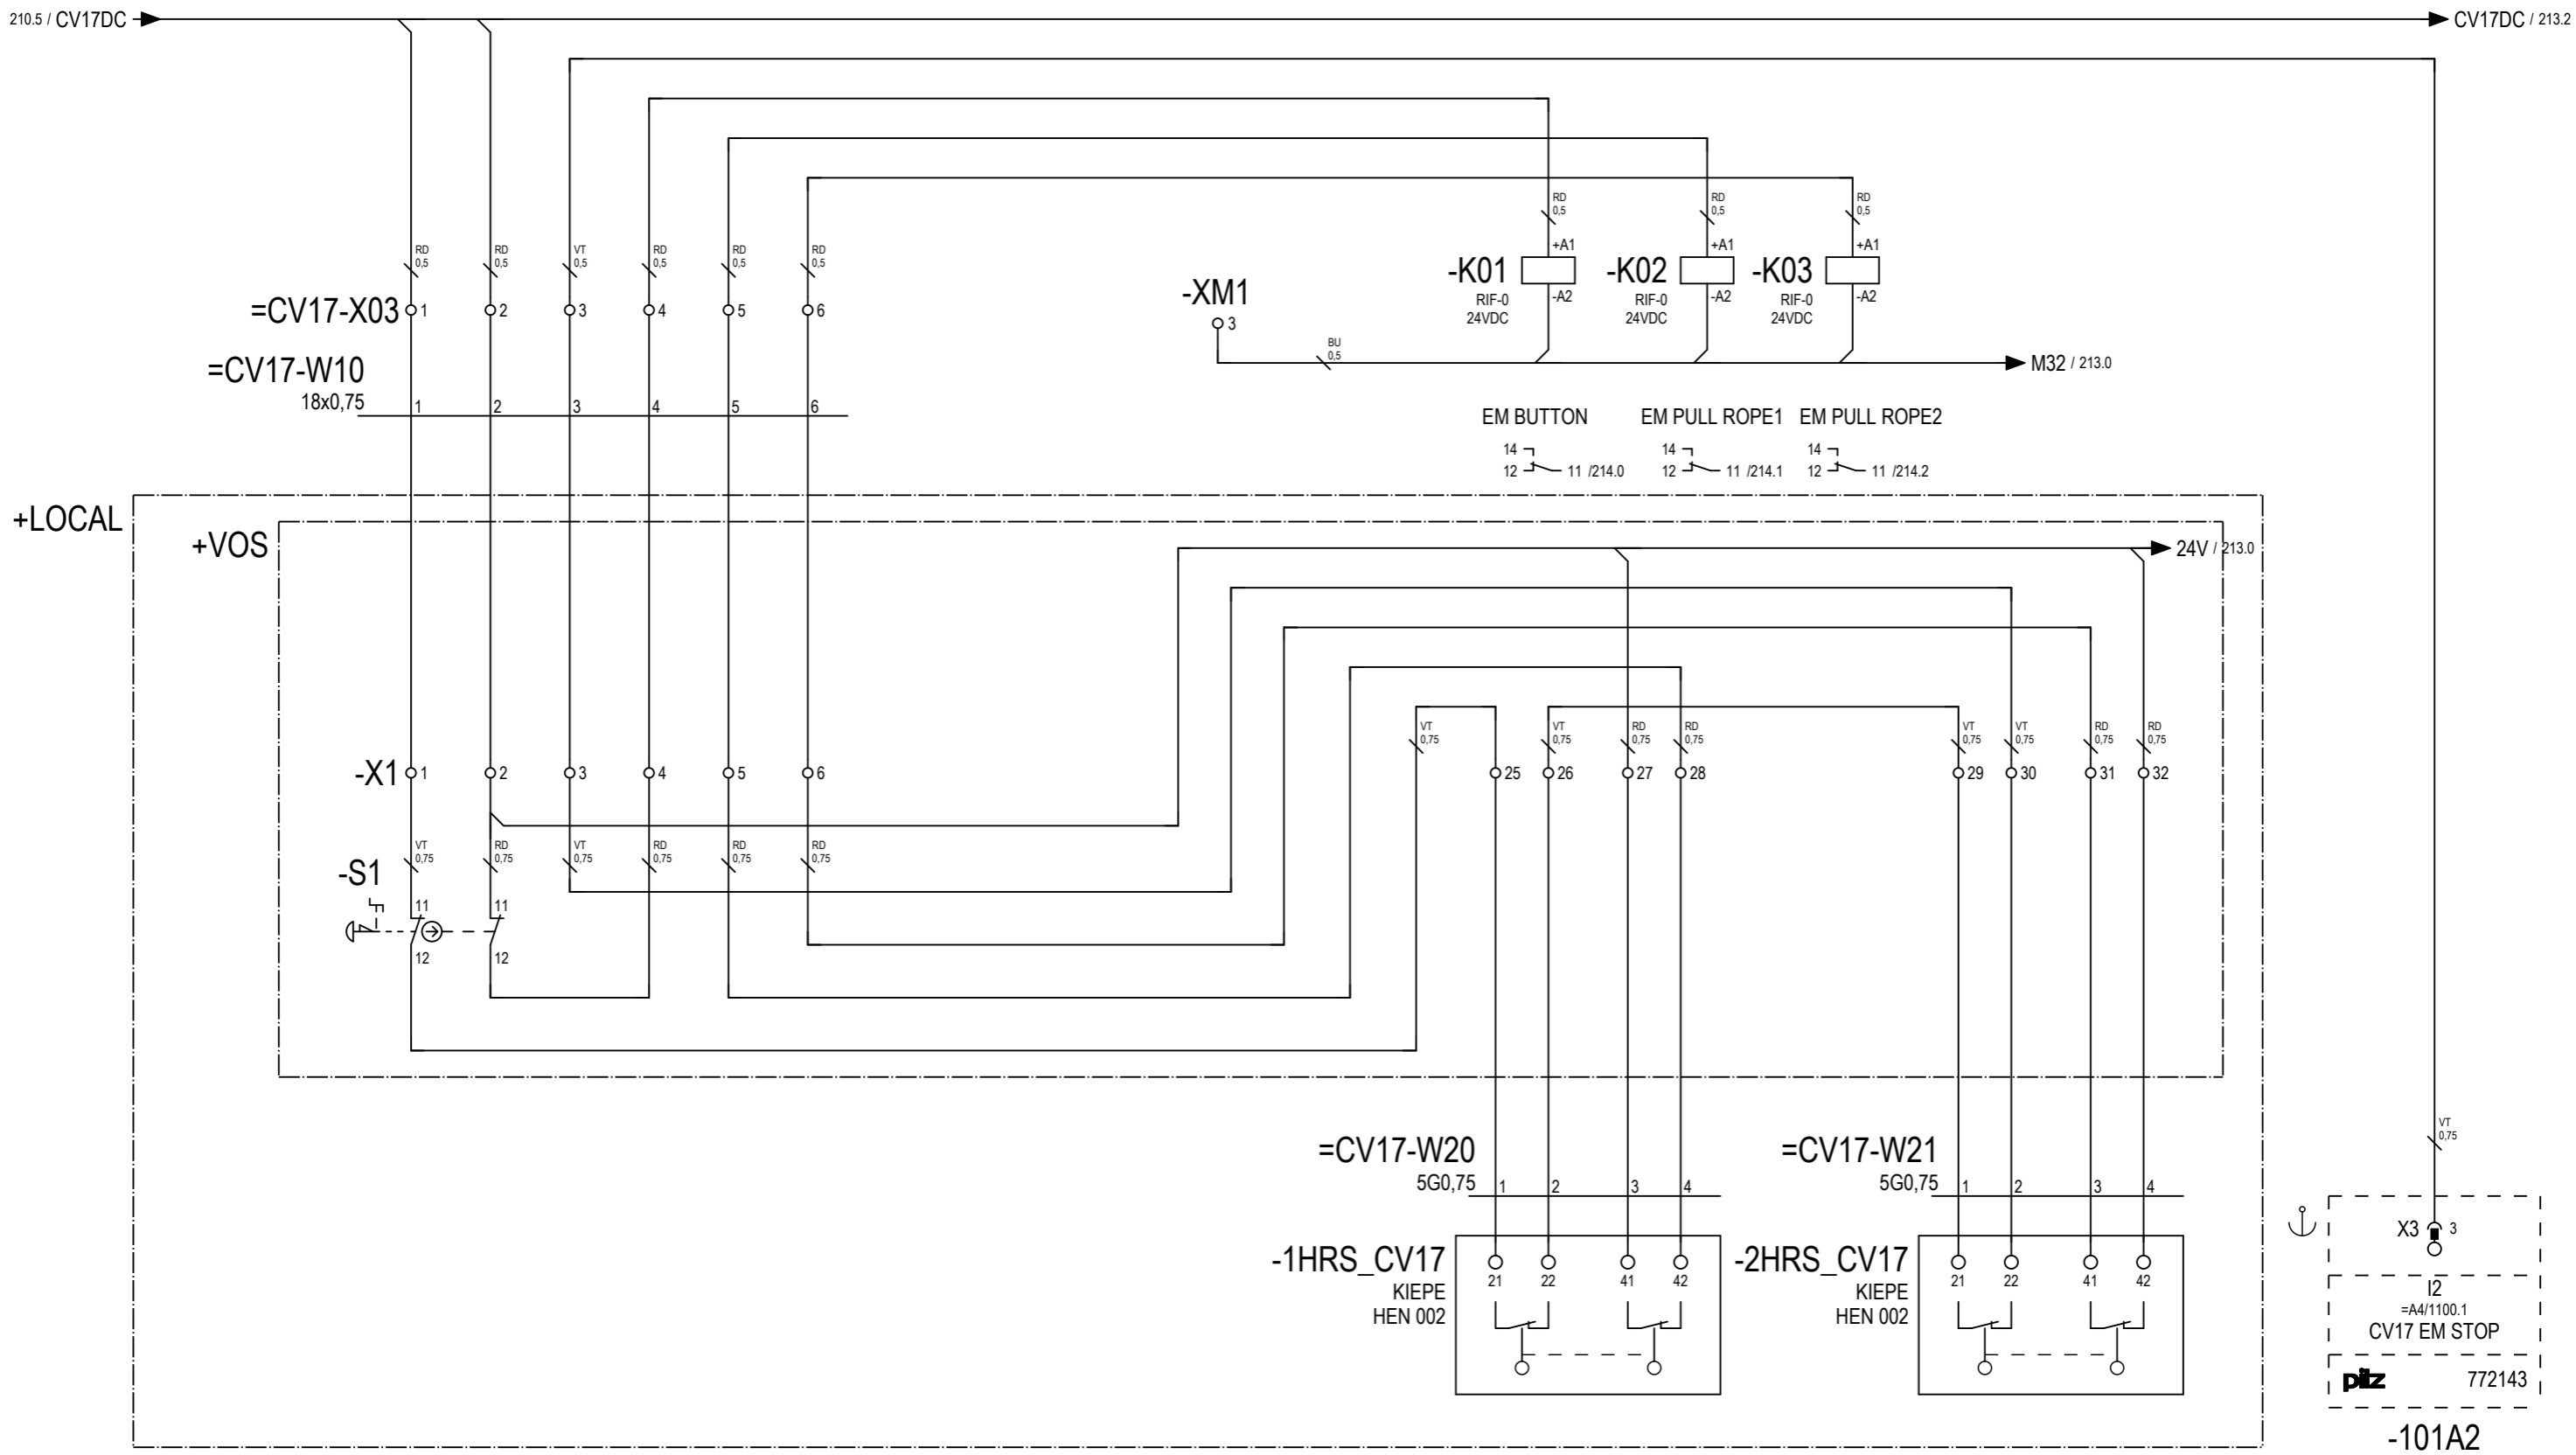 210.5 / CV17DC
CV17DC / 213.2
RD
0,5
RD
0,5
RD
0,5
RD
0,5
RD
0,5
VT
0,5
RD
0,5
RD
0,5
RD
0,5
+A1
+A1
+A1
-K01
-K02
-K03
RIF-0
24VDC
RIF-0
24VDC
RIF-0
24VDC
-A2
-A2
-A2
-XM1
3
=CV17-X03
1
2
3
4
5
6
BU
0,5
M32 / 213.0
=CV17-W10
18x0,75
1
2
3
4
5
6
EM BUTTON
EM PULL ROPE1
EM PULL ROPE2
14
12
11 /214.0
14
12
11 /214.1
14
12
11 /214.2
+LOCAL
+VOS
24V / 213.0
VT
0,75
VT
0,75
RD
0,75
RD
0,75
VT
0,75
VT
0,75
RD
0,75
RD
0,75
-X1
1
2
3
4
5
6
25
26
27
28
29
30
31
32
VT
0,75
RD
0,75
VT
0,75
RD
0,75
RD
0,75
RD
0,75
-S1
11
11
12
12
VT
0,75
=CV17-W20
5G0,75
1
2
3
4
=CV17-W21
5G0,75
1
2
3
4
-1HRS_CV17
KIEPE
HEN 002
21
22
41
42
-2HRS_CV17
KIEPE
HEN 002
21
22
41
42
X3
3
I2
=A4/1100.1
CV17 EM STOP
pilz
772143
-101A2